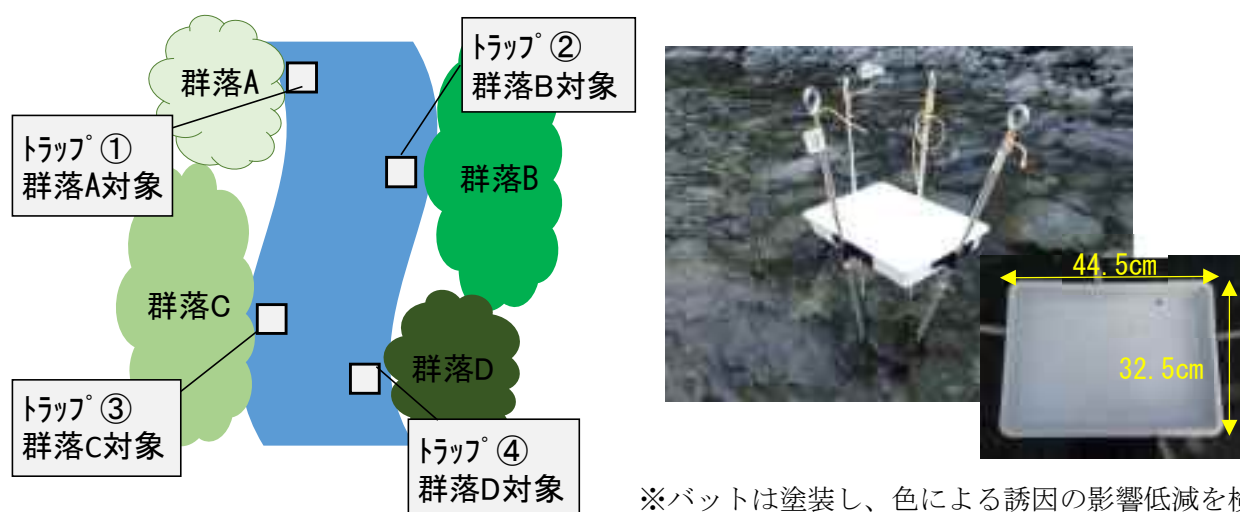 群落A
ﾄﾗｯﾌﾟ②
群落B対象
ﾄﾗｯﾌﾟ①
群落A対象
群落B
群落C
群落D
ﾄﾗｯﾌﾟ③
群落C対象
ﾄﾗｯﾌﾟ④
群落D対象
44.5cm
32.5cm
※バットは塗装し、色による誘因の影響低減を検